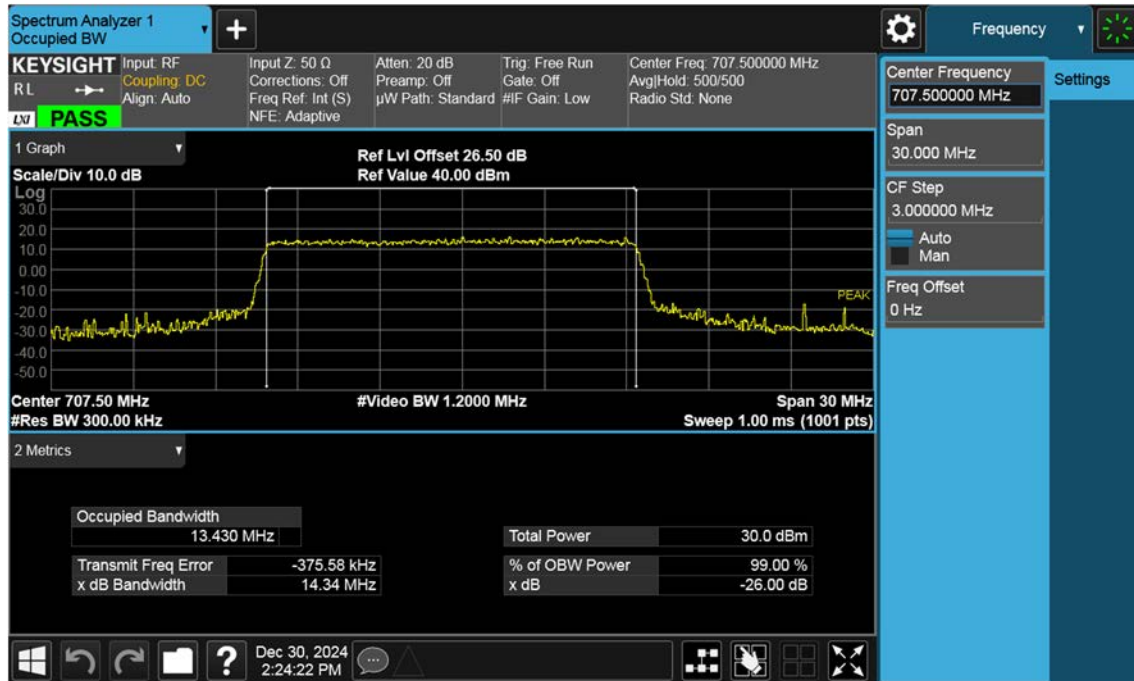 Spectrum Analyzer 1
Occupied BW
Frequency
KEYSIGHT
R L
LXI PASS
Input: RF
Coupling: DC
Align: Auto
Input Z: 50 Ω
Corrections: Off
Freq Ref: Int (S)
NFE: Adaptive
Atten: 20 dB
Preamp: Off
µW Path: Standard
Trig: Free Run
Gate: Off
#IF Gain: Low
Center Freq: 707.500000 MHz
Avg|Hold: 500/500
Radio Std: None
Center Frequency
707.500000 MHz
Settings
Span
30.000 MHz
CF Step
3.000000 MHz
Auto
Man
Freq Offset
0 Hz
1 Graph
Scale/Div 10.0 dB
Ref Lvl Offset 26.50 dB
Ref Value 40.00 dBm
Log
30.0
20.0
10.0
0.00
-10.0
-20.0
-30.0
-40.0
-50.0
PEAK
Center 707.50 MHz
#Video BW 1.2000 MHz
Span 30 MHz
#Res BW 300.00 kHz
Sweep 1.00 ms (1001 pts)
2 Metrics
Occupied Bandwidth
13.430 MHz
Total Power 30.0 dBm
Transmit Freq Error -375.58 kHz
% of OBW Power 99.00 %
x dB Bandwidth 14.34 MHz
x dB -26.00 dB
?
Dec 30, 2024
2:24:22 PM